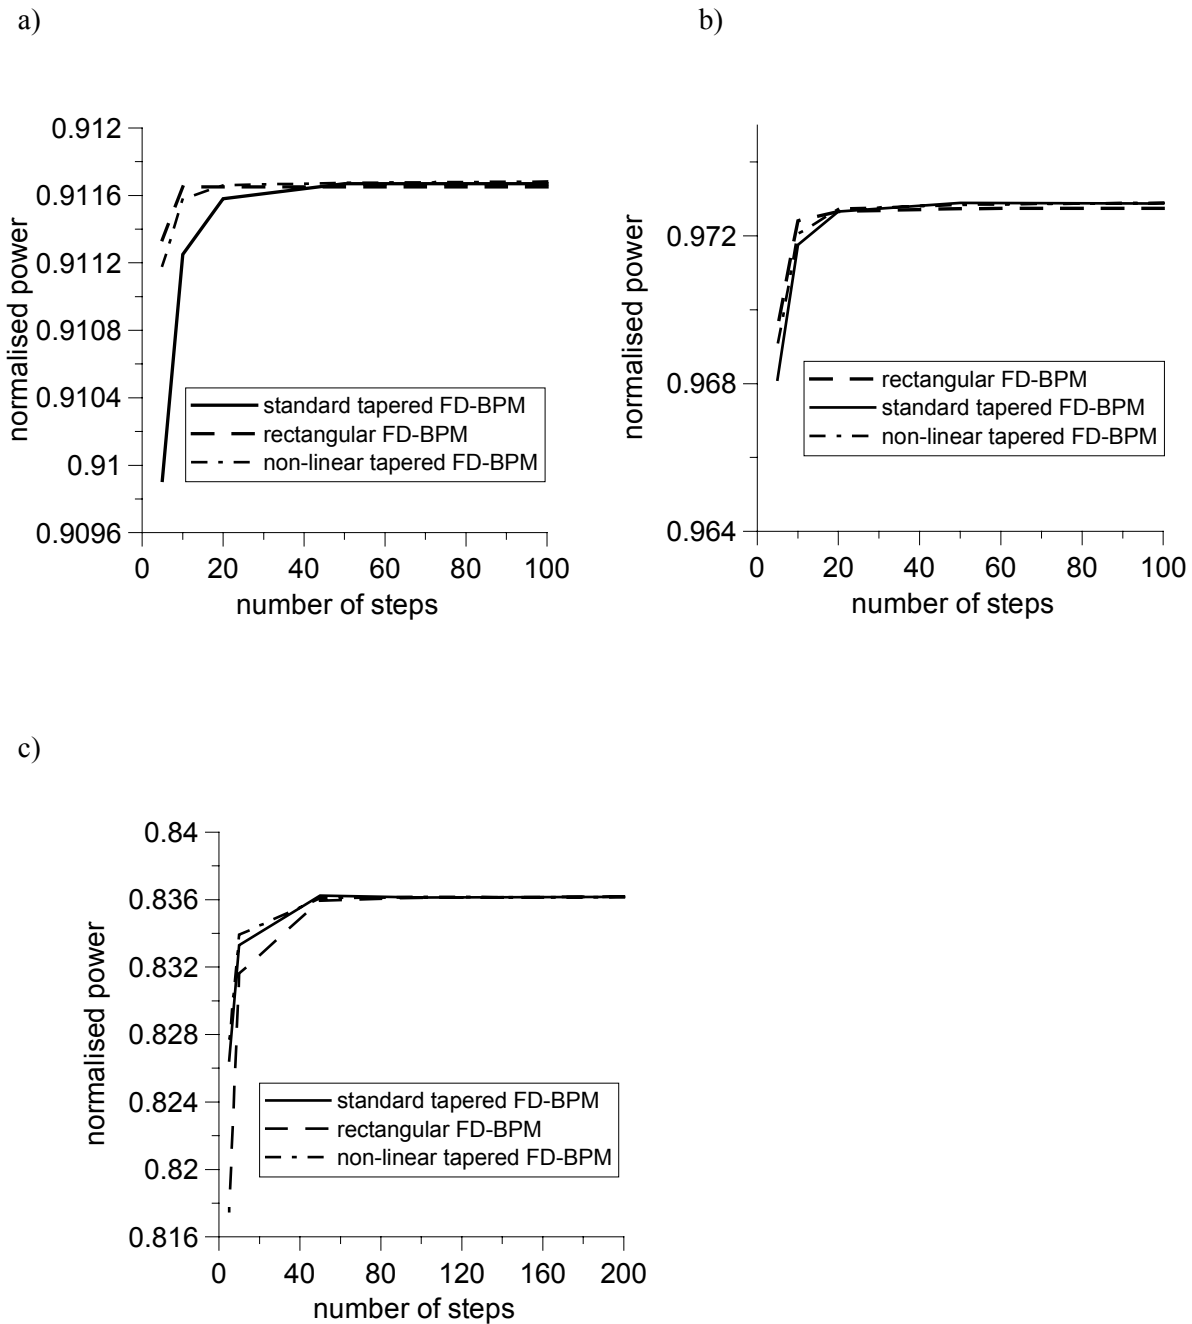 a)
0.912
0.9116
0.9112
0.9108
0.9104
0.91
0.9096
normalised power
standard tapered FD-BPM
rectangular FD-BPM
non-linear tapered FD-BPM
0 20 40 60 80 100
number of steps
b)
0.972
0.968
0.964
normalised power
rectangular FD-BPM
standard tapered FD-BPM
non-linear tapered FD-BPM
0 20 40 60 80 100
number of steps
c)
0.84
0.836
0.832
0.828
0.824
0.82
0.816
normalised power
standard tapered FD-BPM
rectangular FD-BPM
non-linear tapered FD-BPM
0 40 80 120 160 200
number of steps